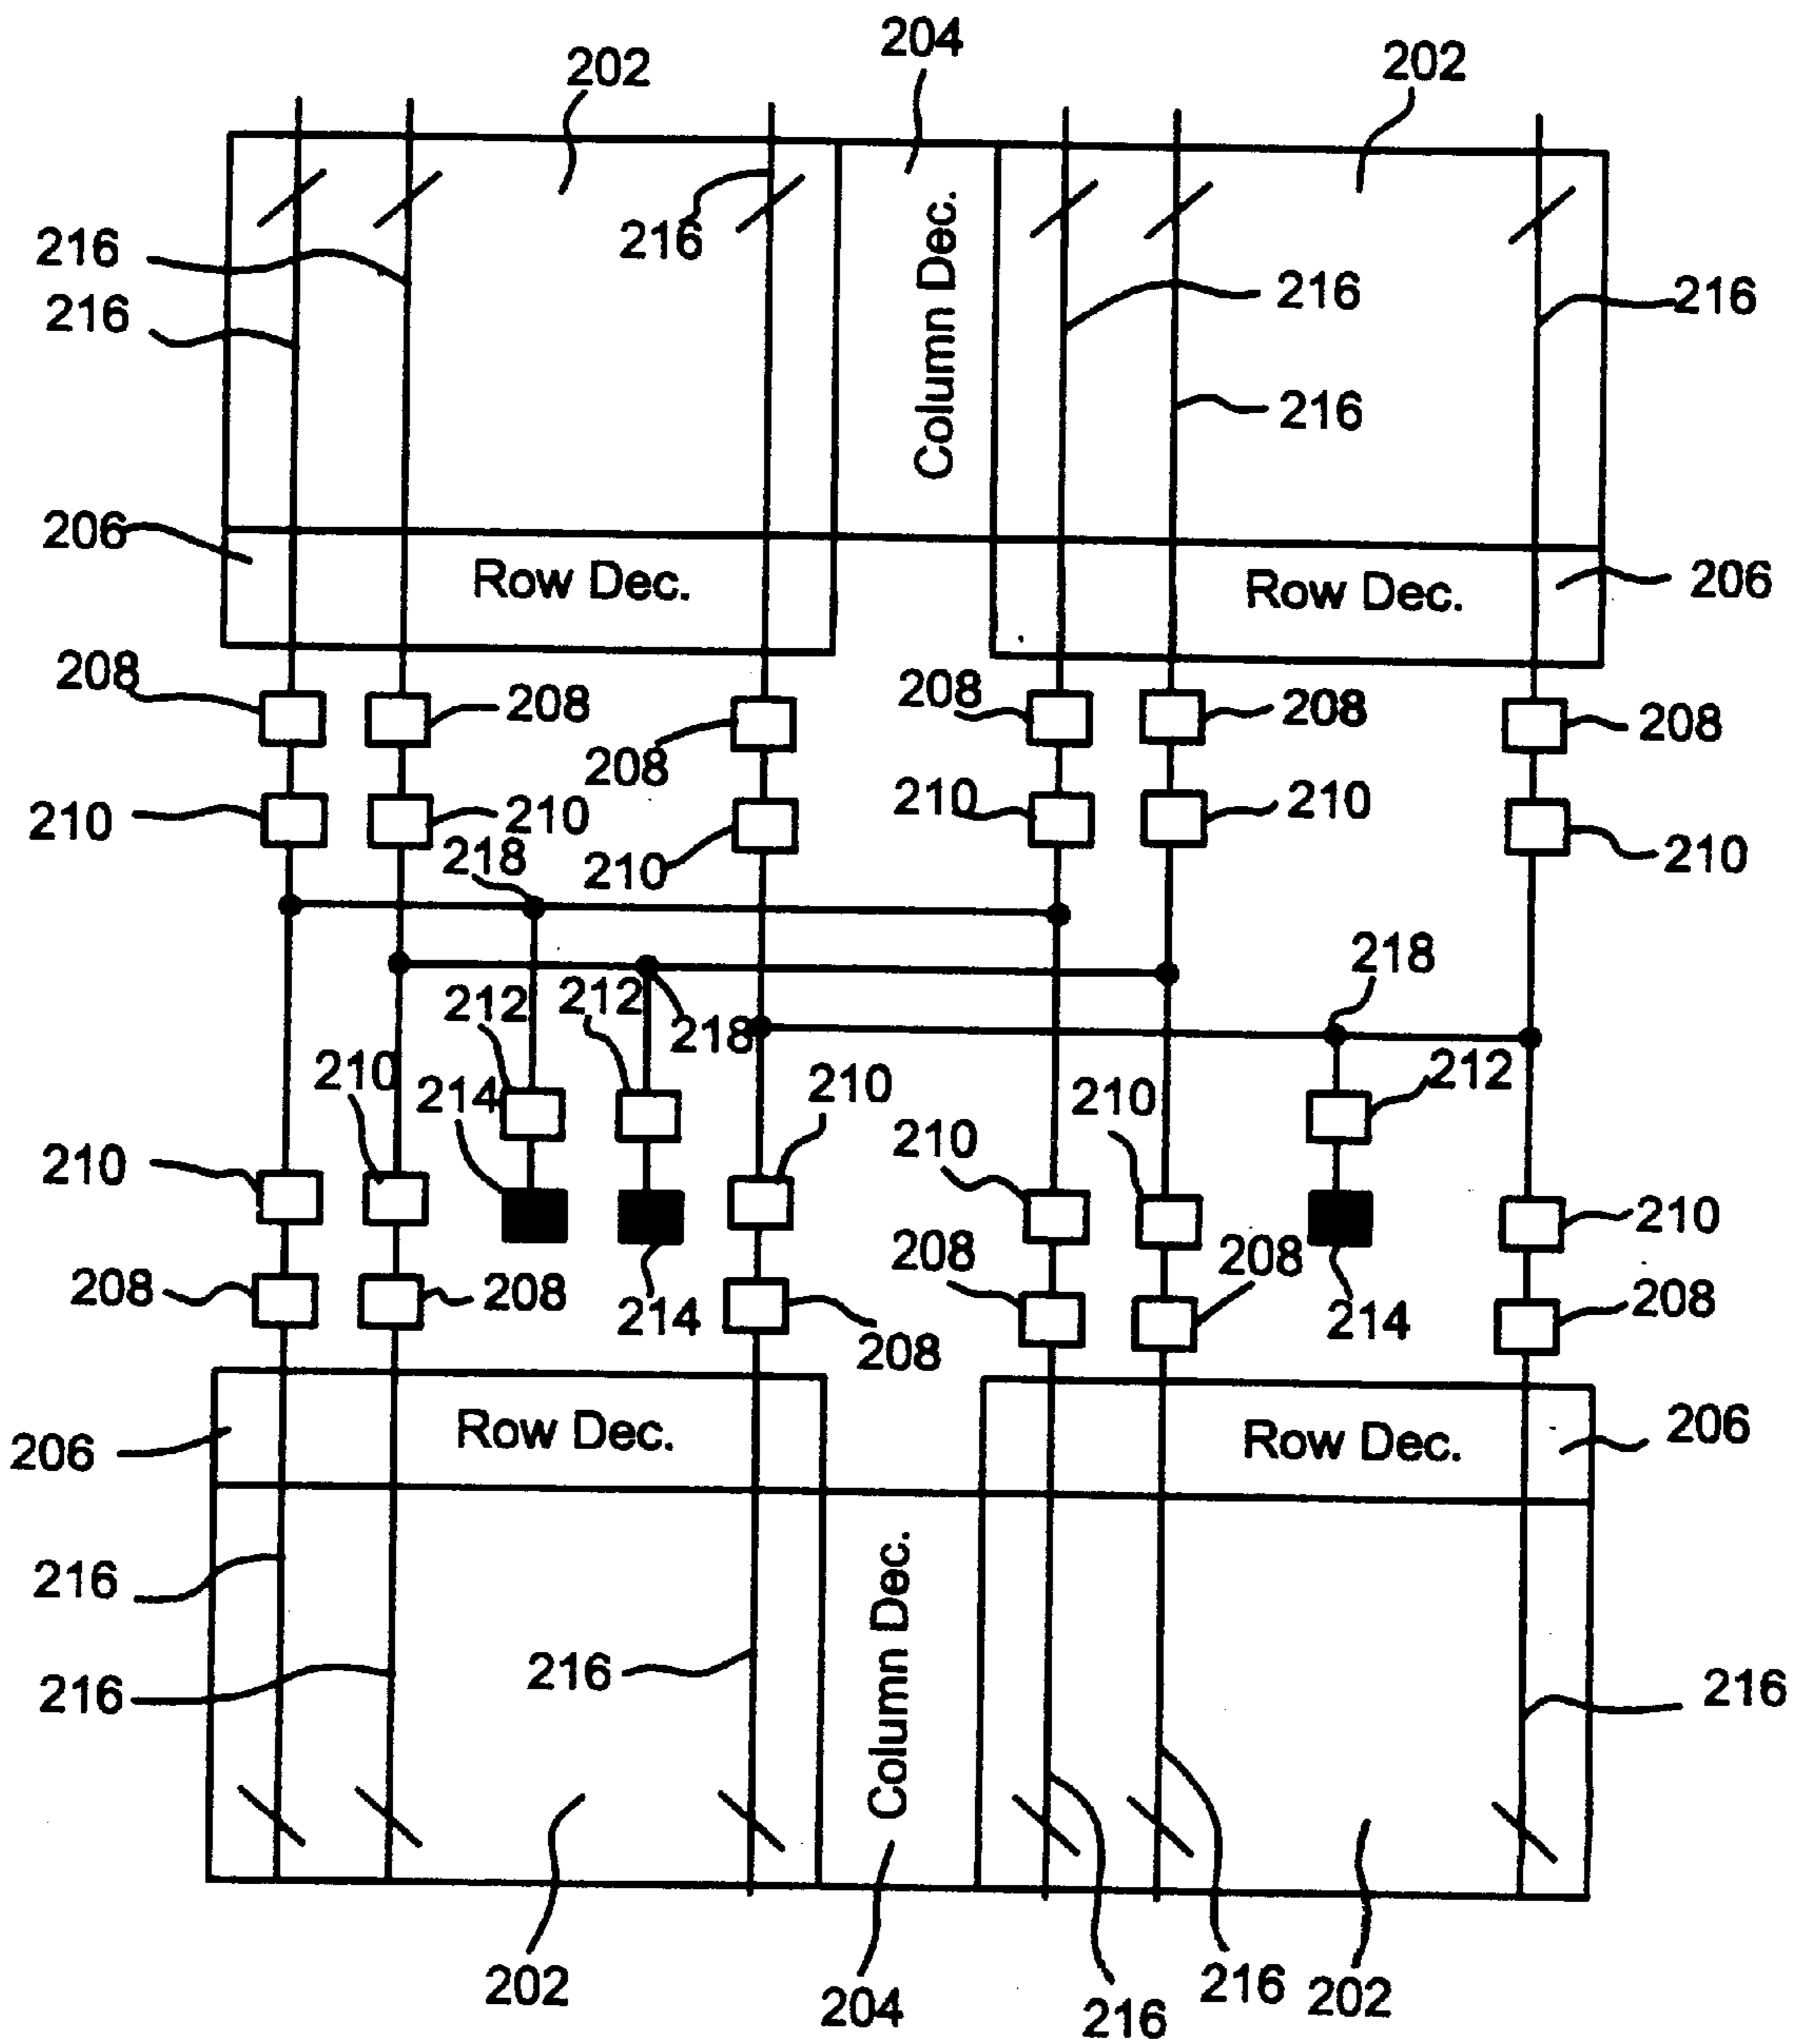 204
202 202
216
216
216 216
216
216
Column Dec.
206
Row Dec. Row Dec. 206
208 208 208 208 208 208
210 210 210 210 210 210
218
218
212 212 218
212
210 214 210 210
210 210 210
208 208 208 208 208 208
214 214
Row Dec. Row Dec. 206
206
Column Dec.
216
216 216 216
202 204 216 216 202